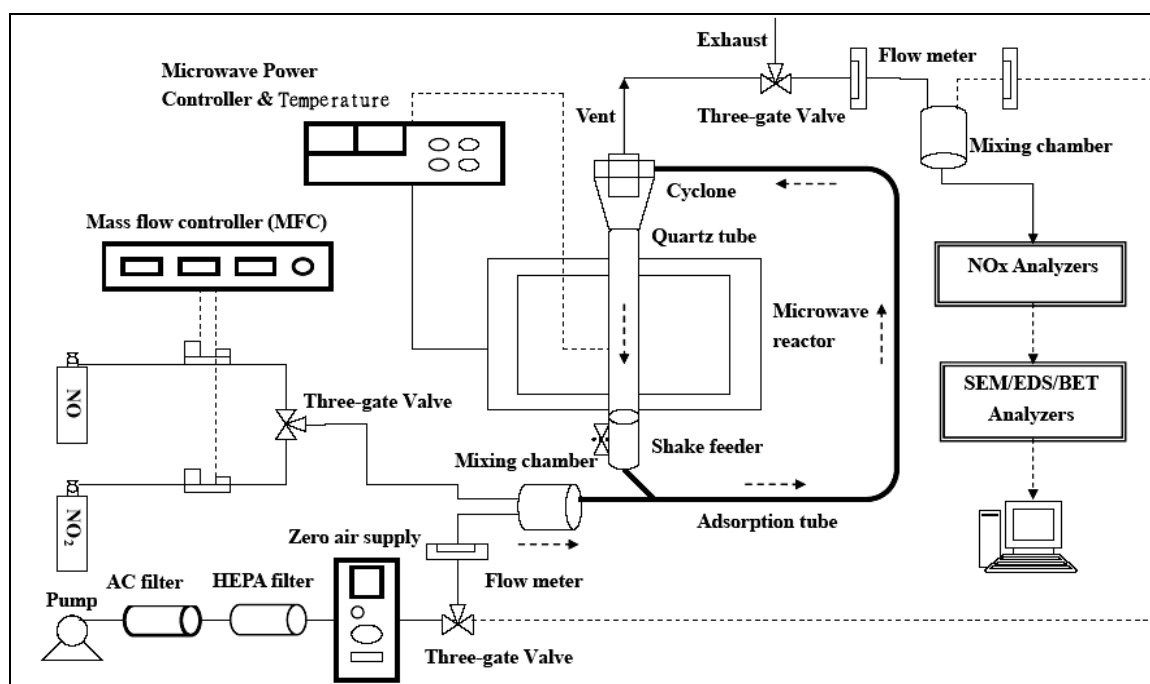 Exhaust
Flow meter
Microwave Power
Controller & Temperature
Vent
Three-gate Valve
Mixing chamber
Cyclone
Mass flow controller (MFC)
Quartz tube
NOx Analyzers
Microwave
reactor
NO
SEM/EDS/BET
Analyzers
Three-gate Valve
Shake feeder
Mixing chamber
NO₂
Adsorption tube
Zero air supply
Flow meter
AC filter
HEPA filter
Pump
Three-gate Valve